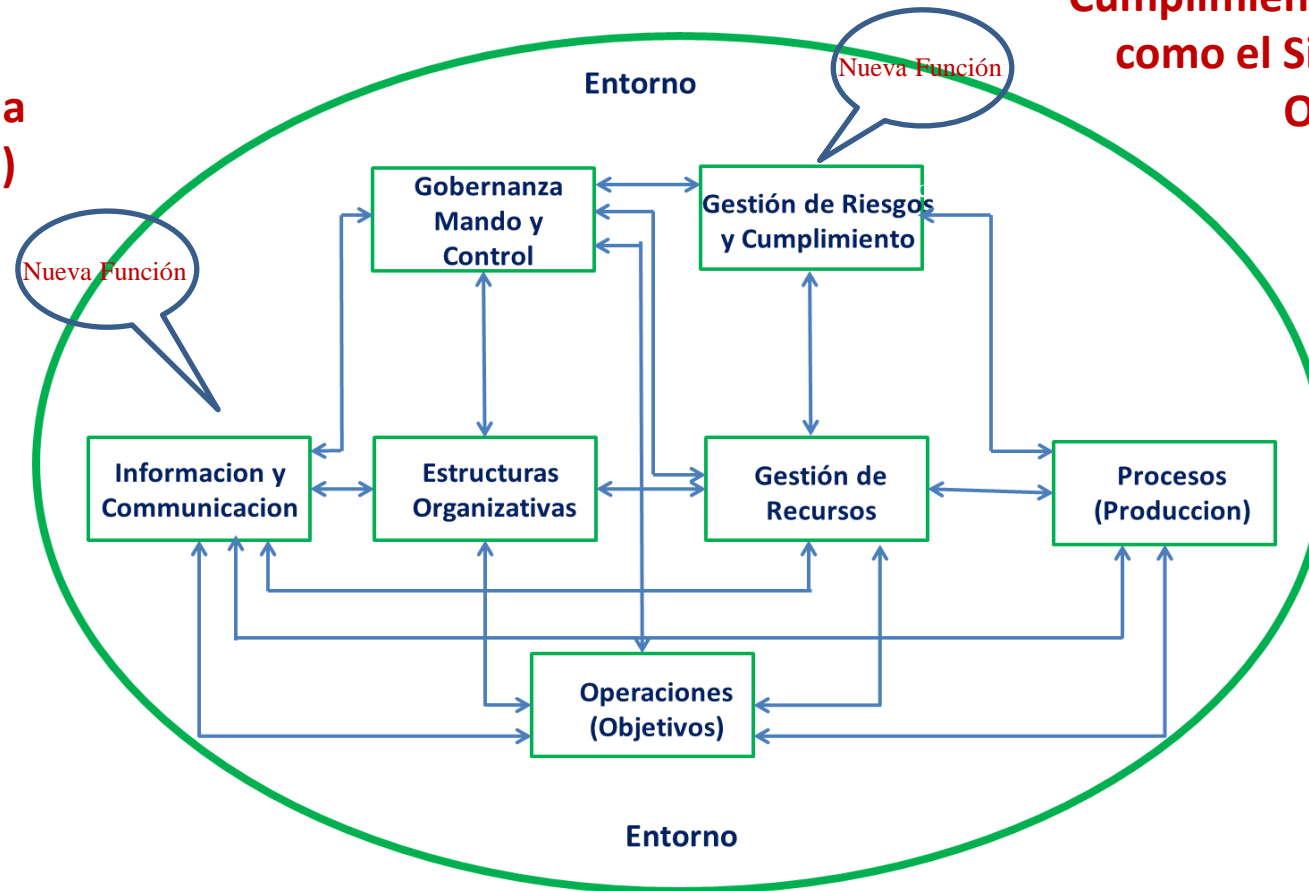 Cumplimien
como el Si
O
a
)
Entorno
Nueva Función
Nueva Función
Gobernanza
Mando y
Control
Gestión de Riesgos
y Cumplimiento
Informacion y
Communicacion
Estructuras
Organizativas
Gestión de
Recursos
Procesos
(Produccion)
Operaciones
(Objetivos)
Entorno